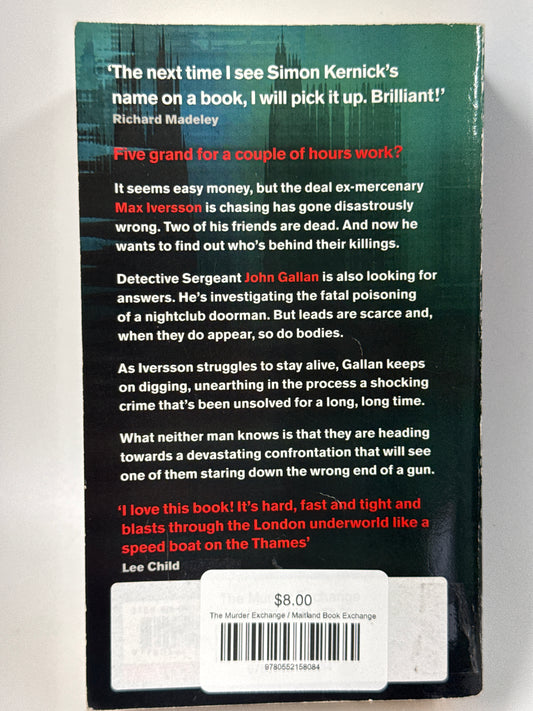 ‘The next time I see Simon Kernick’s
name on a book, I will pick it up. Brilliant!’
Richard Madeley
Five grand for a couple of hours work?
It seems easy money, but the deal ex-mercenary
Max Iversson is chasing has gone disastrously
wrong. Two of his friends are dead. And now he
wants to find out who’s behind their killings.
Detective Sergeant John Gallan is also looking for
answers. He’s investigating the fatal poisoning
of a nightclub doorman. But leads are scarce and,
when they do appear, so do bodies.
As Iversson struggles to stay alive, Gallan keeps
on digging, unearthing in the process a shocking
crime that’s been unsolved for a long, long time.
What neither man knows is that they are heading
towards a devastating confrontation that will see
one of them staring down the wrong end of a gun.
‘I love this book! It’s hard, fast and tight and
blasts through the London underworld like a
speed boat on the Thames’
Lee Child
The Murder Exchange
$8.00
The Murder Exchange / Maitland Book Exchange
9780552158084